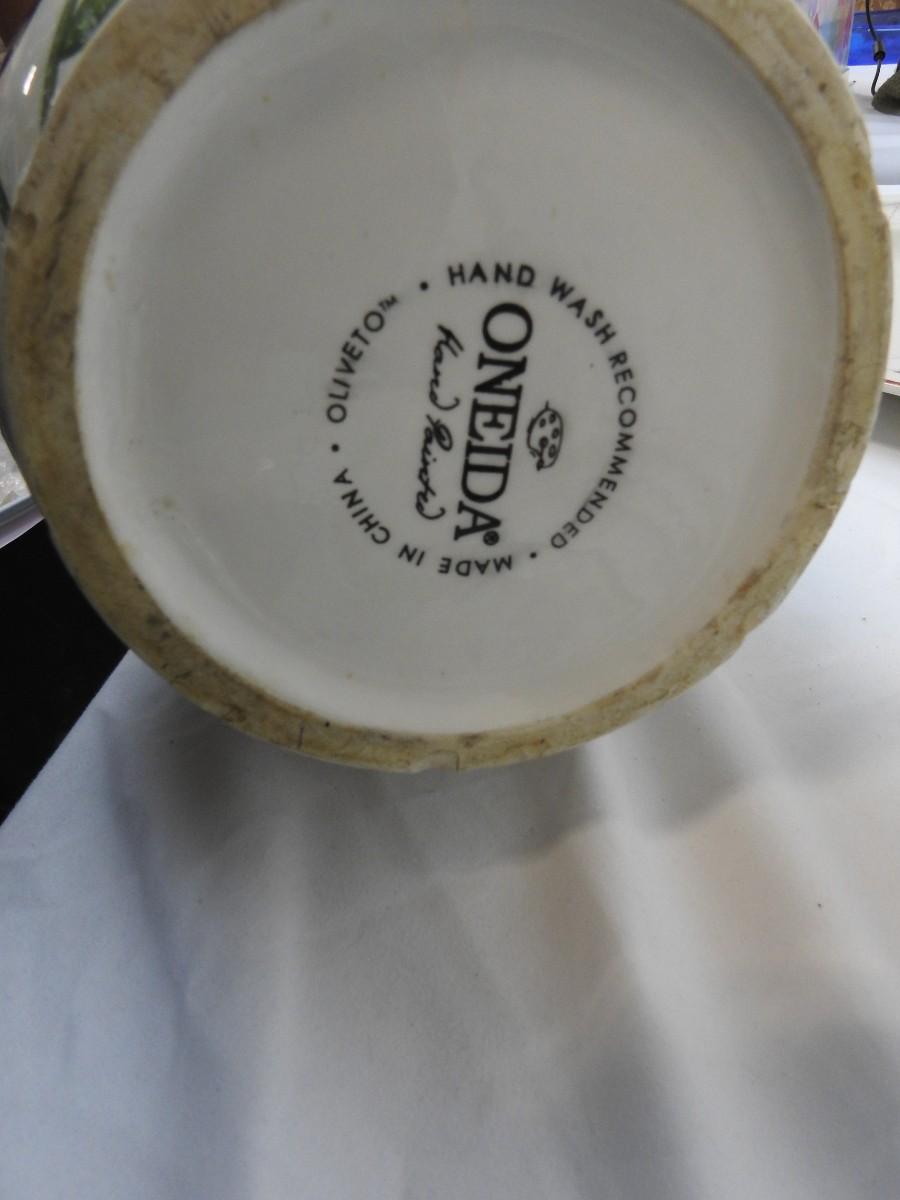 • HAND WASH RECOMMENDED • MADE IN CHINA • OLIVETO™
ONEIDA®
Hand Painted